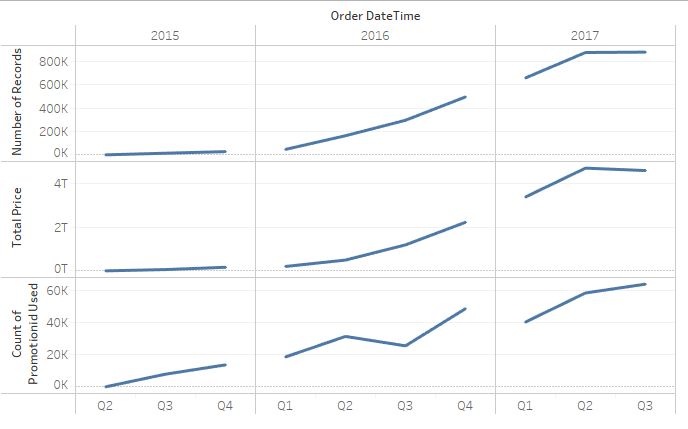 Order DateTime
2015 2016 2017
Number of Records
800K
600K
400K
200K
0K
Total Price
4T
2T
0T
Count of
Promotionid Used
60K
40K
20K
0K
Q2 Q3 Q4 Q1 Q2 Q3 Q4 Q1 Q2 Q3